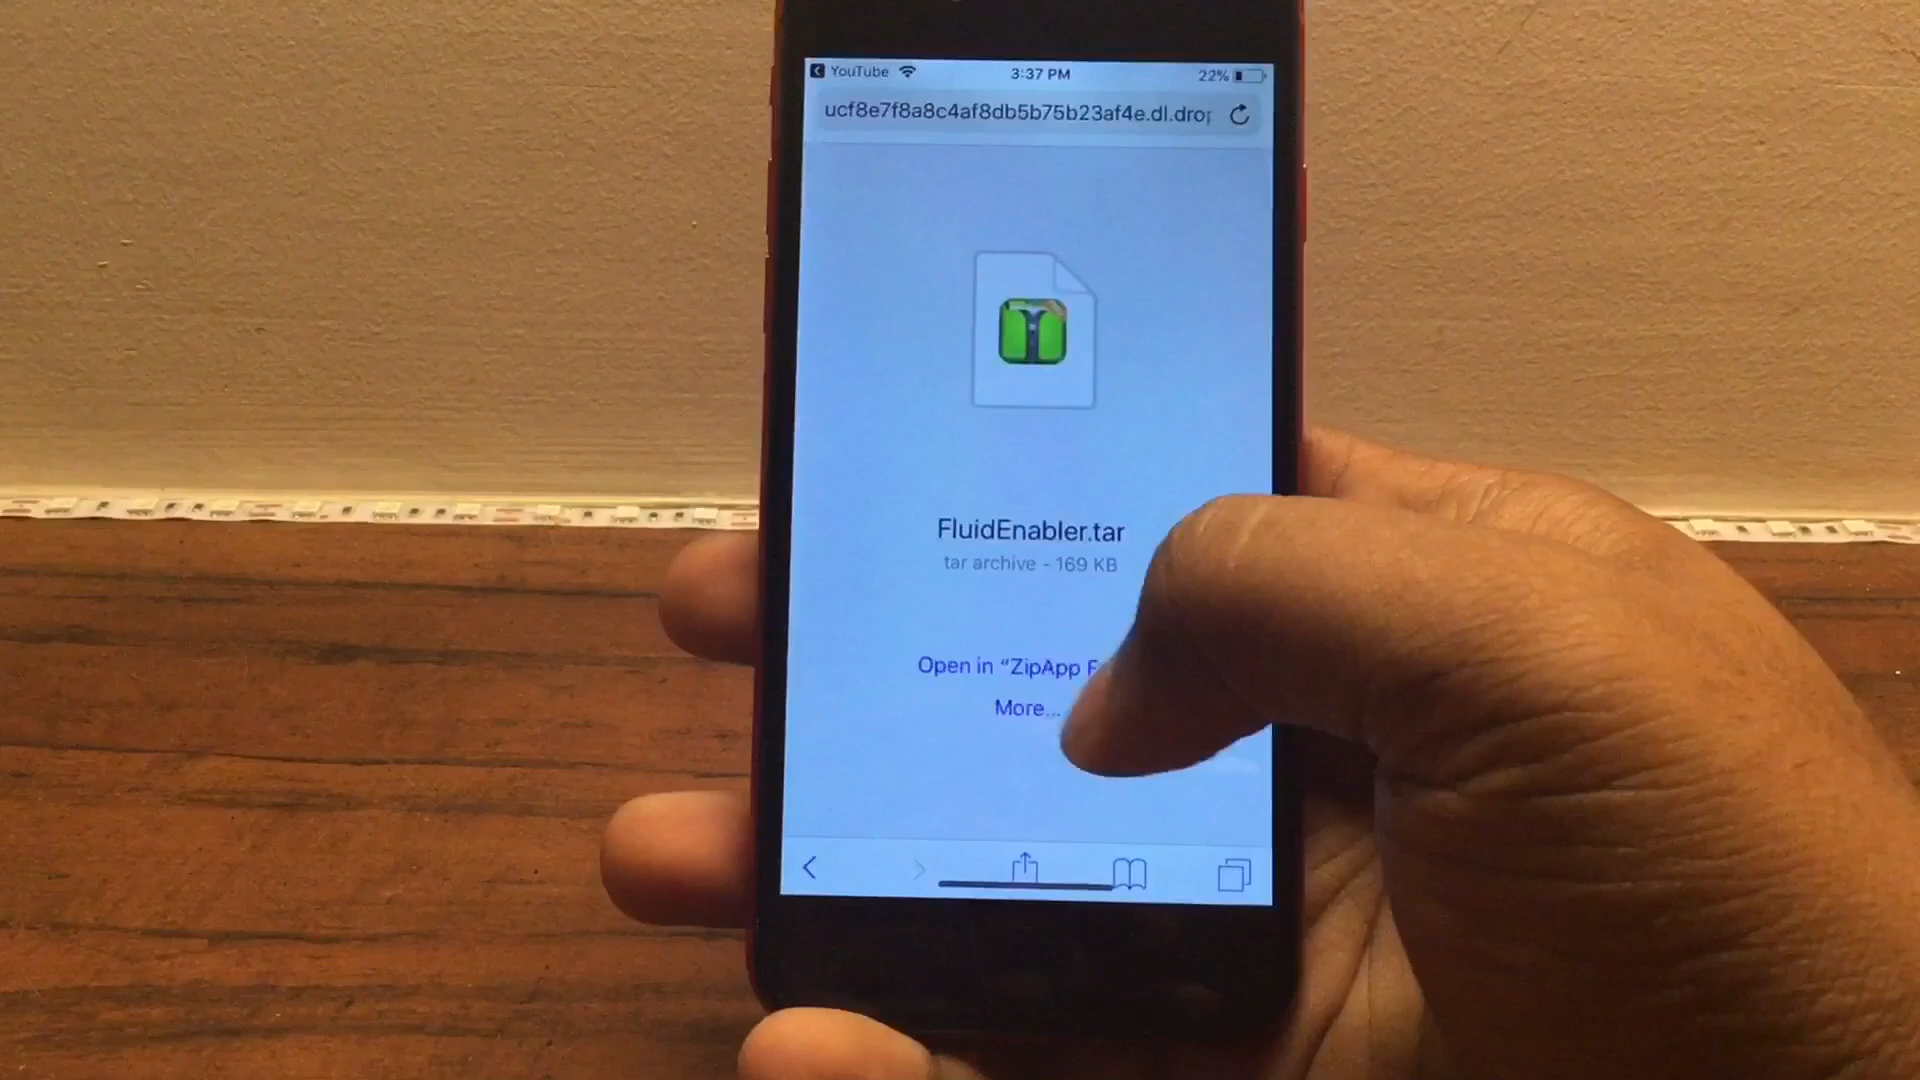 YouTube 3:37 PM 22%
ucf8e7f8a8c4af8db5b75b23af4e.dl.drop
FluidEnabler.tar
tar archive - 169 KB
Open in “ZipApp
More...